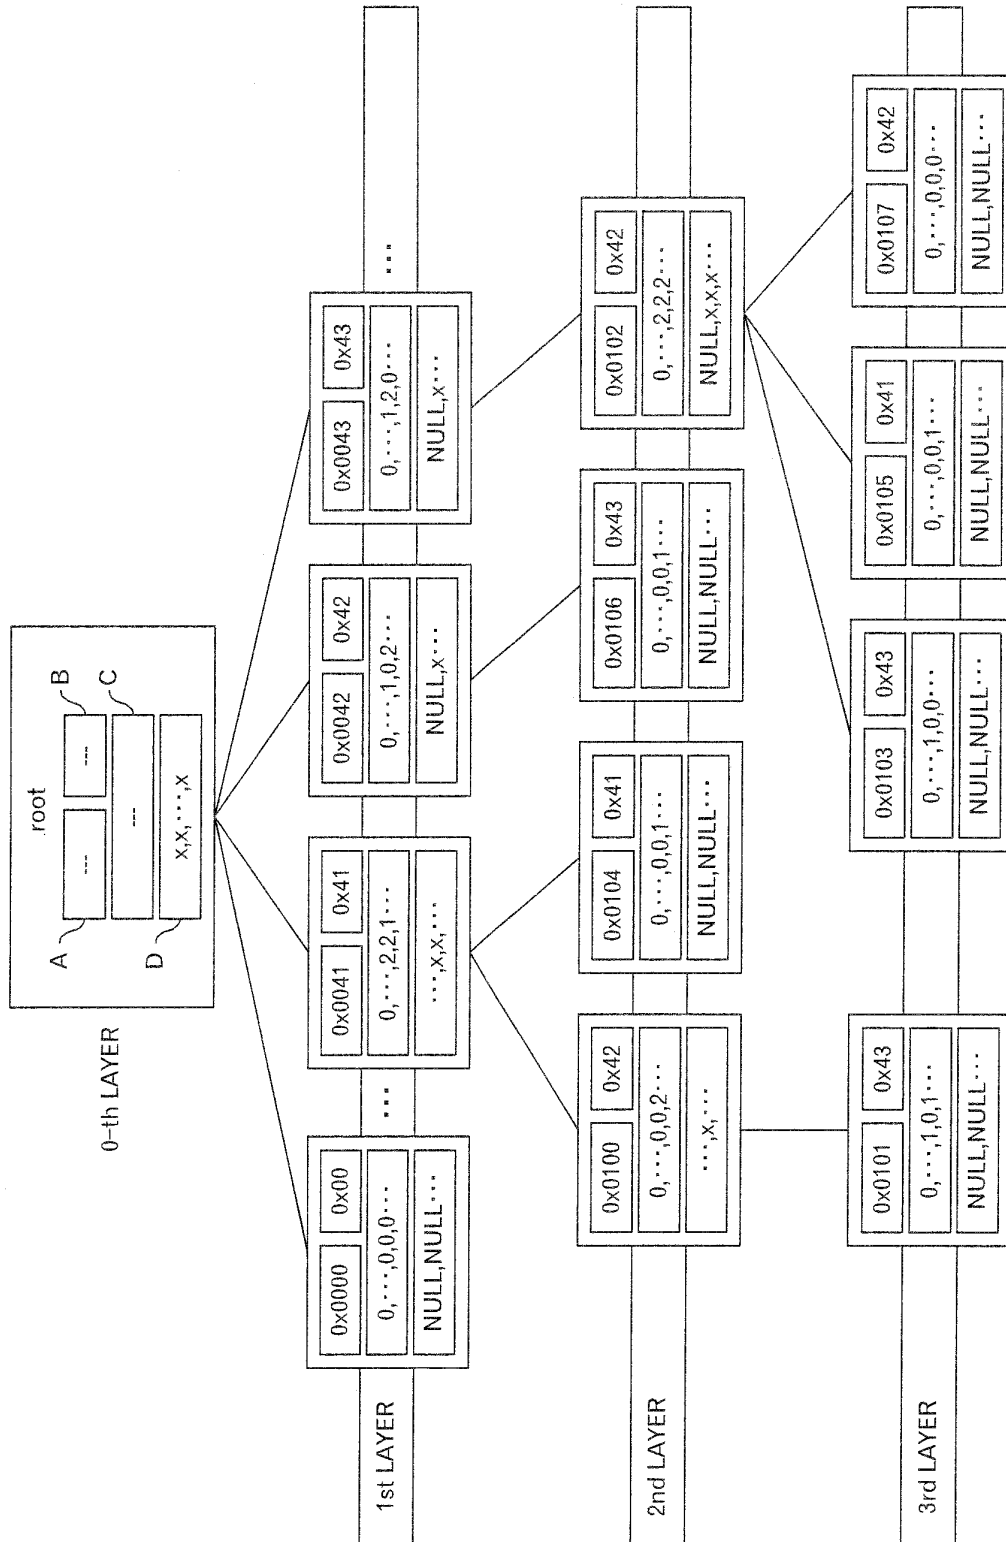 root
A
---
---
B
---
C
D
x,x,···,x
0-th LAYER
1st LAYER
0x0000
0x00
0,···,0,0,0···
NULL,NULL···
···
0x0041
0x41
0,···,2,2,1···
···,x,x,···
0x0042
0x42
0,···,1,0,2···
NULL,x···
0x0043
0x43
0,···,1,2,0···
NULL,x···
···
2nd LAYER
0x0100
0x42
0,···,0,0,2···
···,x,···
0x0104
0x41
0,···,0,0,1···
NULL,NULL···
0x0106
0x43
0,···,0,0,1···
NULL,NULL···
0x0102
0x42
0,···,2,2,2···
NULL,x,x,x···
3rd LAYER
0x0101
0x43
0,···,1,0,1···
NULL,NULL···
0x0103
0x43
0,···,1,0,0···
NULL,NULL···
0x0105
0x41
0,···,0,0,1···
NULL,NULL···
0x0107
0x42
0,···,0,0,0···
NULL,NULL···